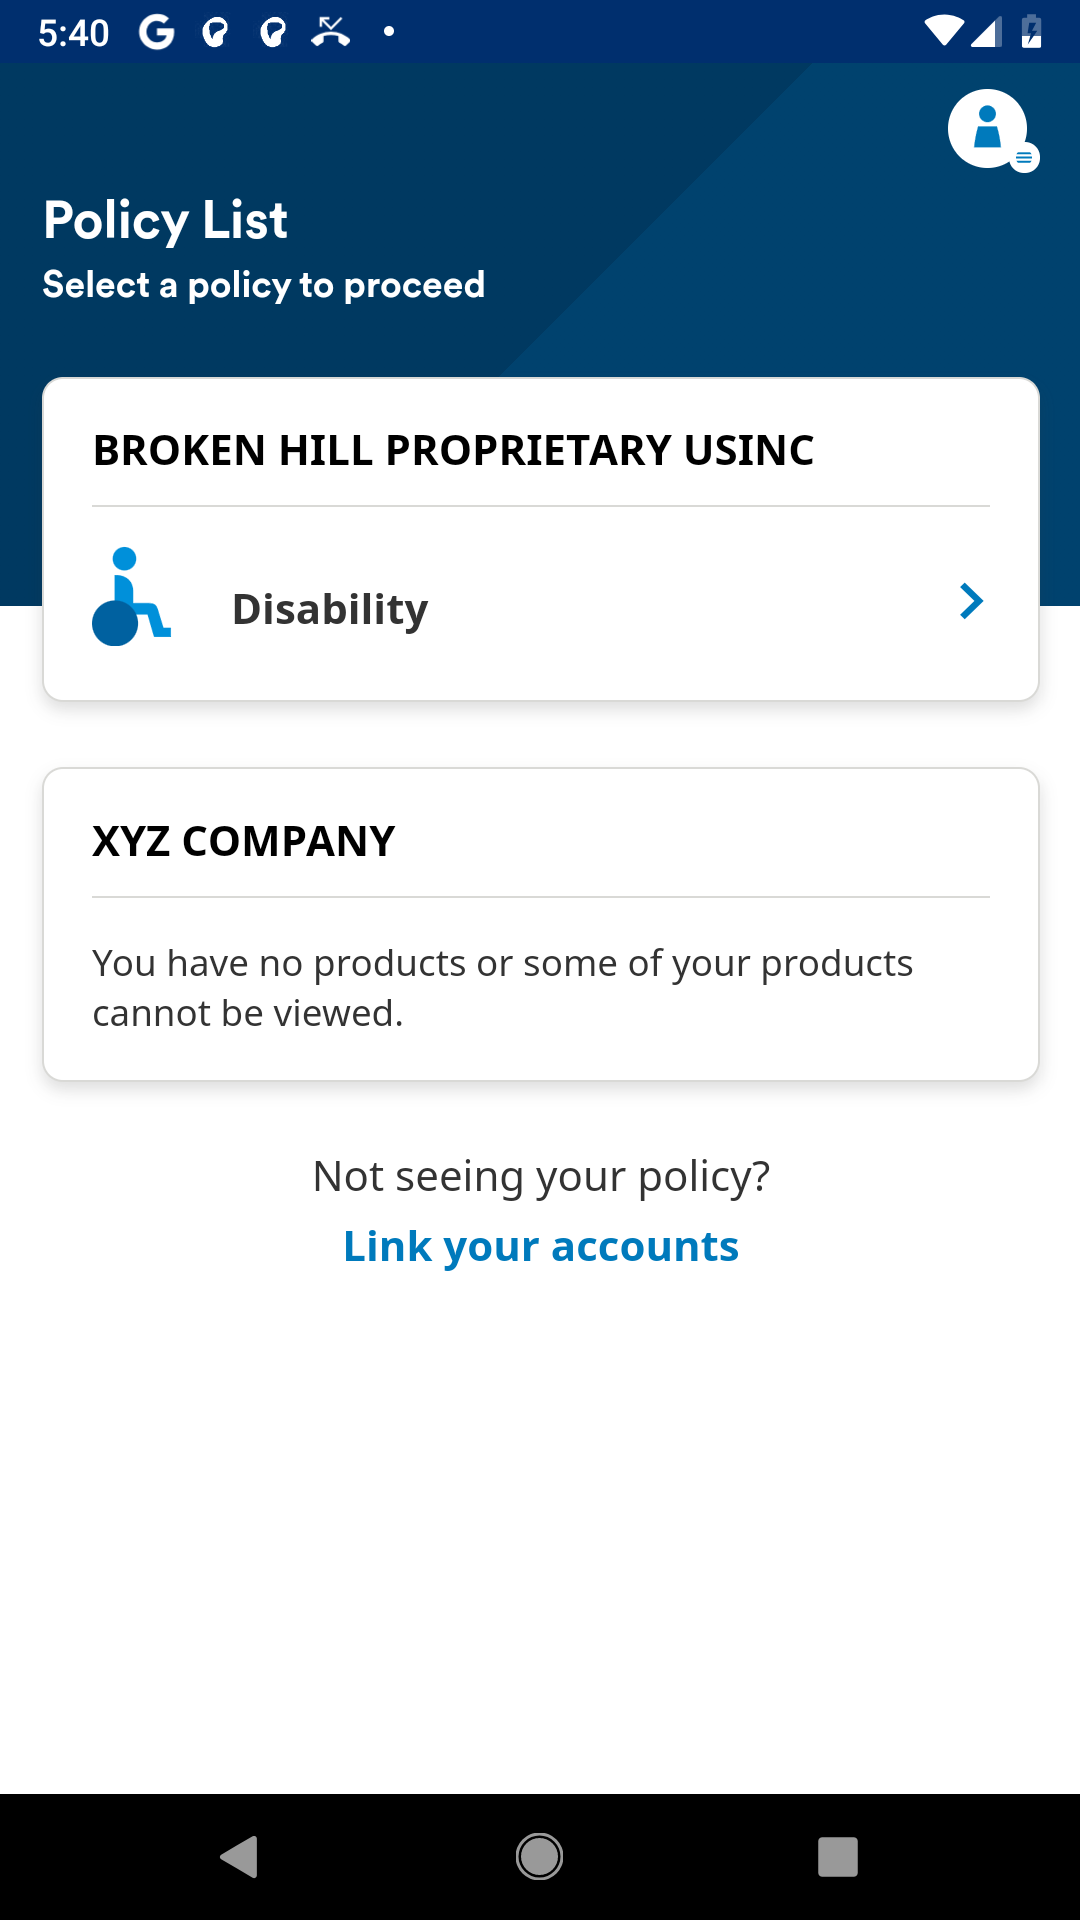 5:40
Policy List
Select a policy to proceed
BROKEN HILL PROPRIETARY USINC
Disability
XYZ COMPANY
You have no products or some of your products
cannot be viewed.
Not seeing your policy?
Link your accounts